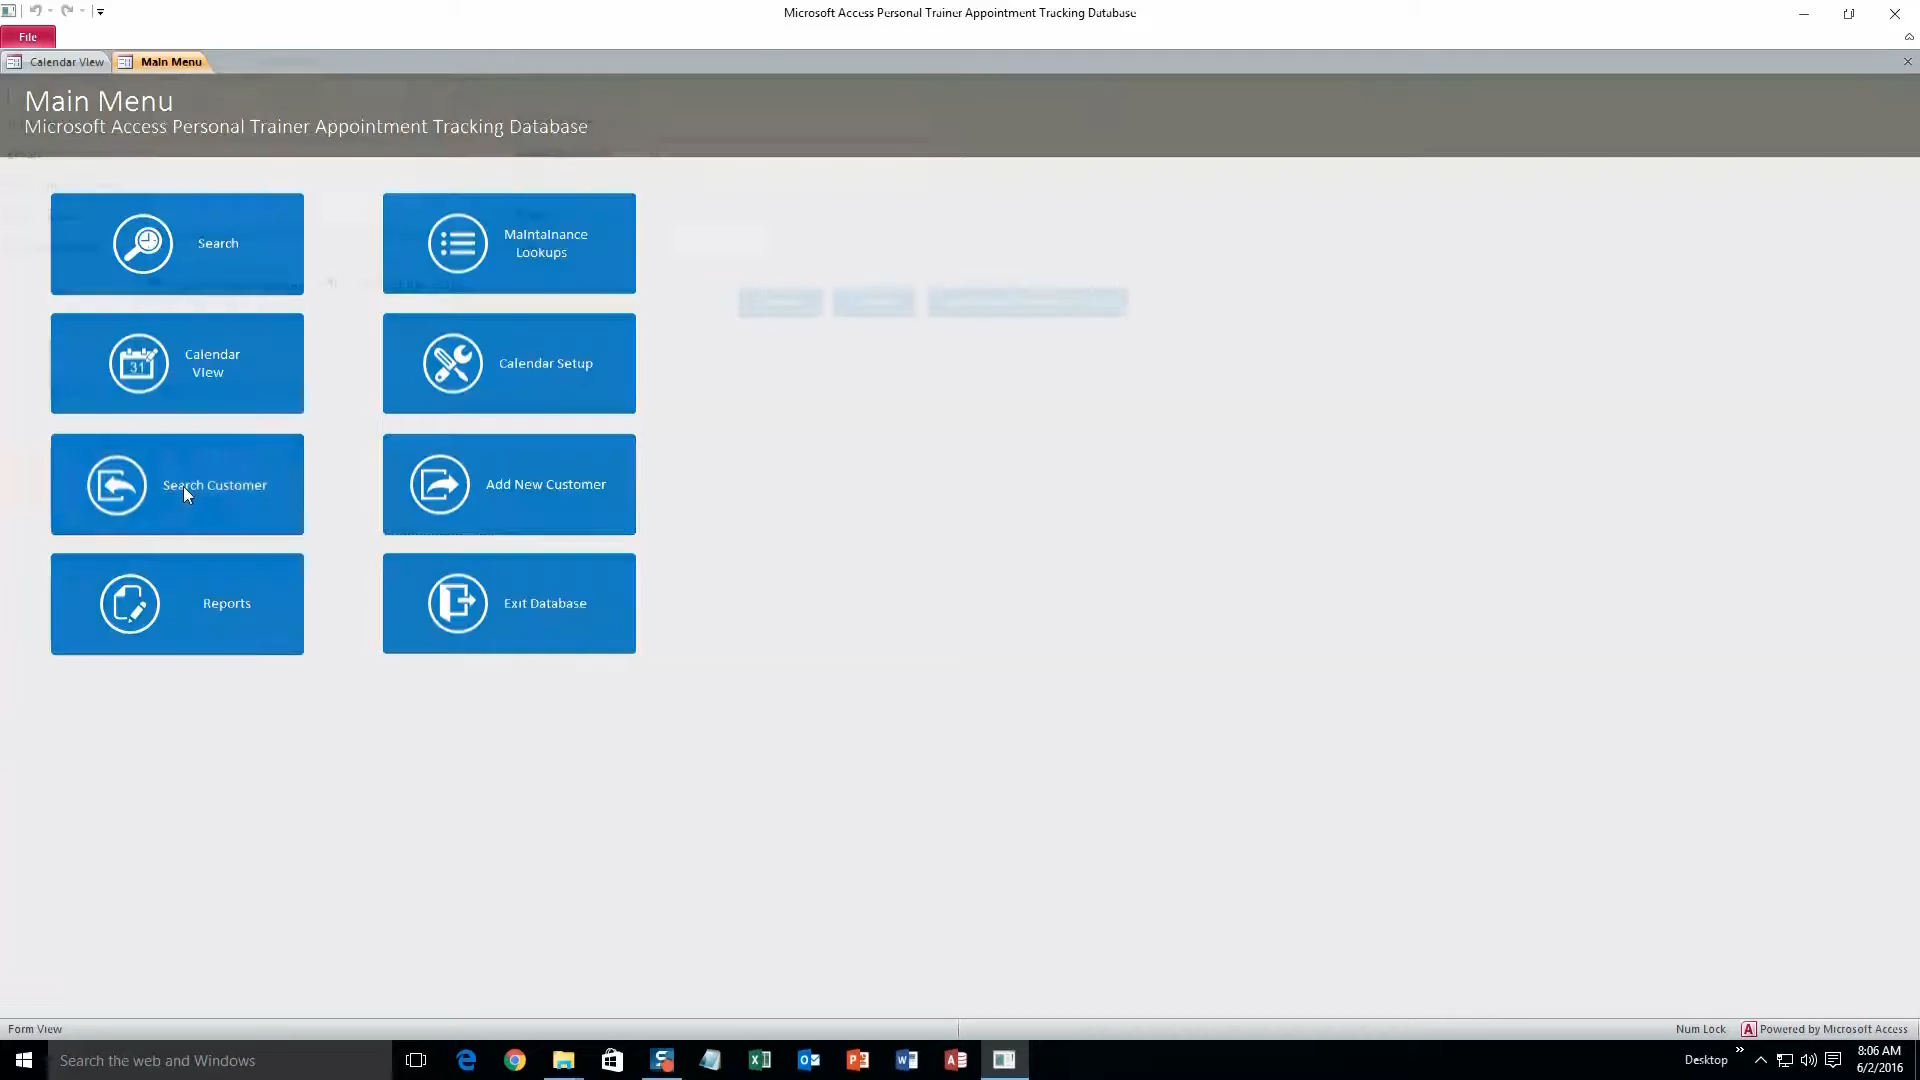 Microsoft Access Personal Trainer Appointment Tracking Database
File
Calendar View
Main Menu
Main Menu
Microsoft Access Personal Trainer Appointment Tracking Database
Search
Maintainance
Lookups
Calendar
View
Calendar Setup
Search Customer
Add New Customer
Reports
Exit Database
Form View
Num Lock
Powered by Microsoft Access
Search the web and Windows
Desktop
8:06 AM
6/2/2016